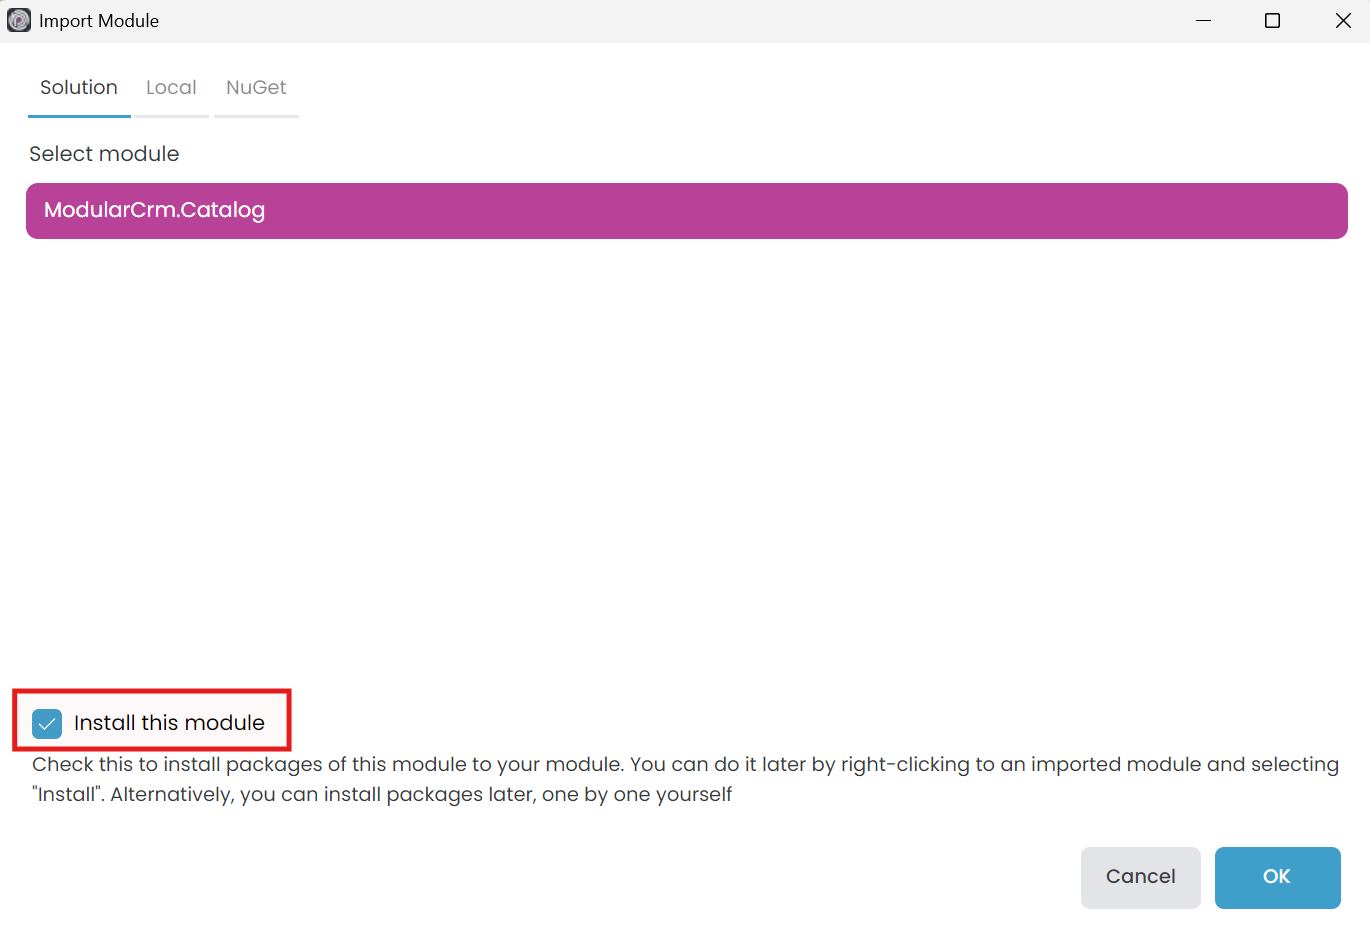 Import Module
Solution Local NuGet
Select module
ModularCrm.Catalog
Install this module
Check this to install packages of this module to your module. You can do it later by right-clicking to an imported module and selecting
"Install". Alternatively, you can install packages later, one by one yourself
Cancel OK